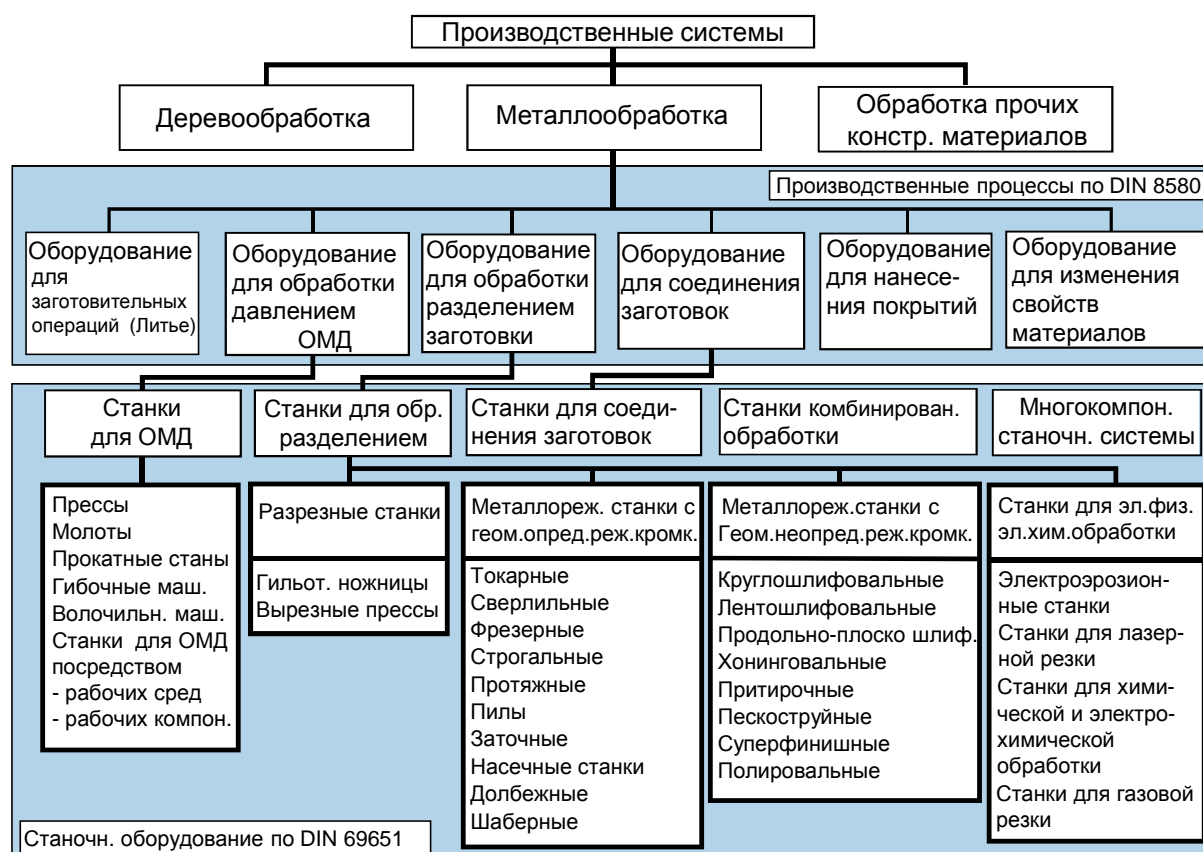 Производственные системы
Деревообработка
Металлообработка
Обработка прочих
констр. материалов
Производственные процессы по DIN 8580
Оборудование
для
заготовительных
операций (Литье)
Оборудование
для обработки
давлением
ОМД
Оборудование
для обработки
разделением
заготовки
Оборудование
для соединения
заготовок
Оборудование
для нанесе-
ния покрытий
Оборудование
для изменения
свойств
материалов
Станки
для ОМД
Станки для обр.
разделением
Станки для соеди-
нения заготовок
Станки комбинирован.
обработки
Многокомпон.
станочн. системы
Прессы
Молоты
Прокатные станы
Гибочные маш.
Волочильн. маш.
Станки для ОМД
посредством
- рабочих сред
- рабочих компон.
Разрезные станки
Гильот. ножницы
Вырезные прессы
Металлореж. станки с
геом.опред.реж.кромк.
Токарные
Сверлильные
Фрезерные
Строгальные
Протяжные
Пилы
Заточные
Насечные станки
Долбежные
Шаберные
Металлореж.станки с
Геом.неопред.реж.кромк.
Круглошлифовальные
Лентошлифовальные
Продольно-плоско шлиф.
Хонинговальные
Притирочные
Пескоструйные
Суперфинишные
Полировальные
Станки для эл.физ.
эл.хим.обработки
Электроэрозион-
ные станки
Станки для лазер-
ной резки
Станки для хими-
ческой и электро-
химической
обработки
Станки для газовой
резки
Станочн. оборудование по DIN 69651